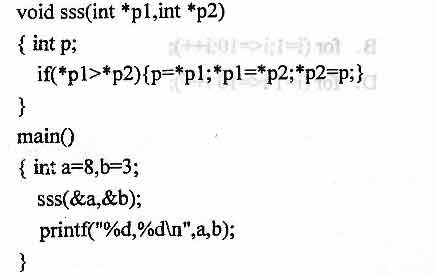 void sss(int *p1,int *p2)
{ int p;
if(*p1>*p2){p=*p1;*p1=*p2;*p2=p;}
}
main()
{ int a=8,b=3;
sss(&a,&b);
printf("%d,%d\n",a,b);
}